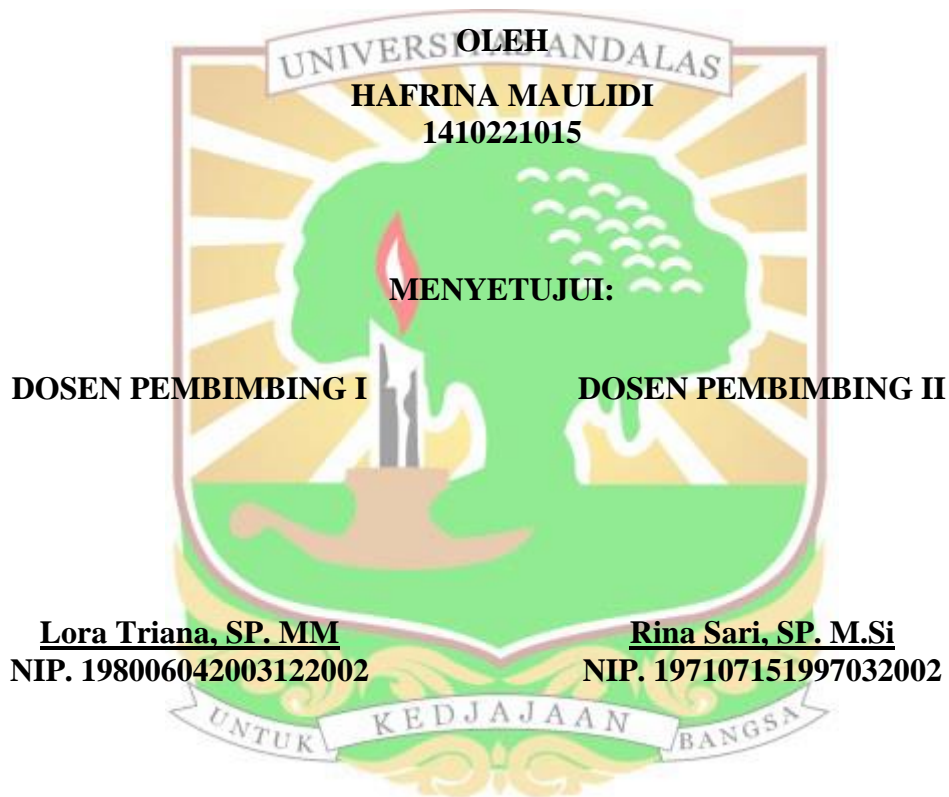 UNIVERSITAS ANDALAS
OLEH
HAFRINA MAULIDI
1410221015
MENYETUJUI:
DOSEN PEMBIMBING I DOSEN PEMBIMBING II
Lora Triana, SP. MM Rina Sari, SP. M.Si
NIP. 198006042003122002 NIP. 197107151997032002
UNTUK KEDJAJAAN BANGSA